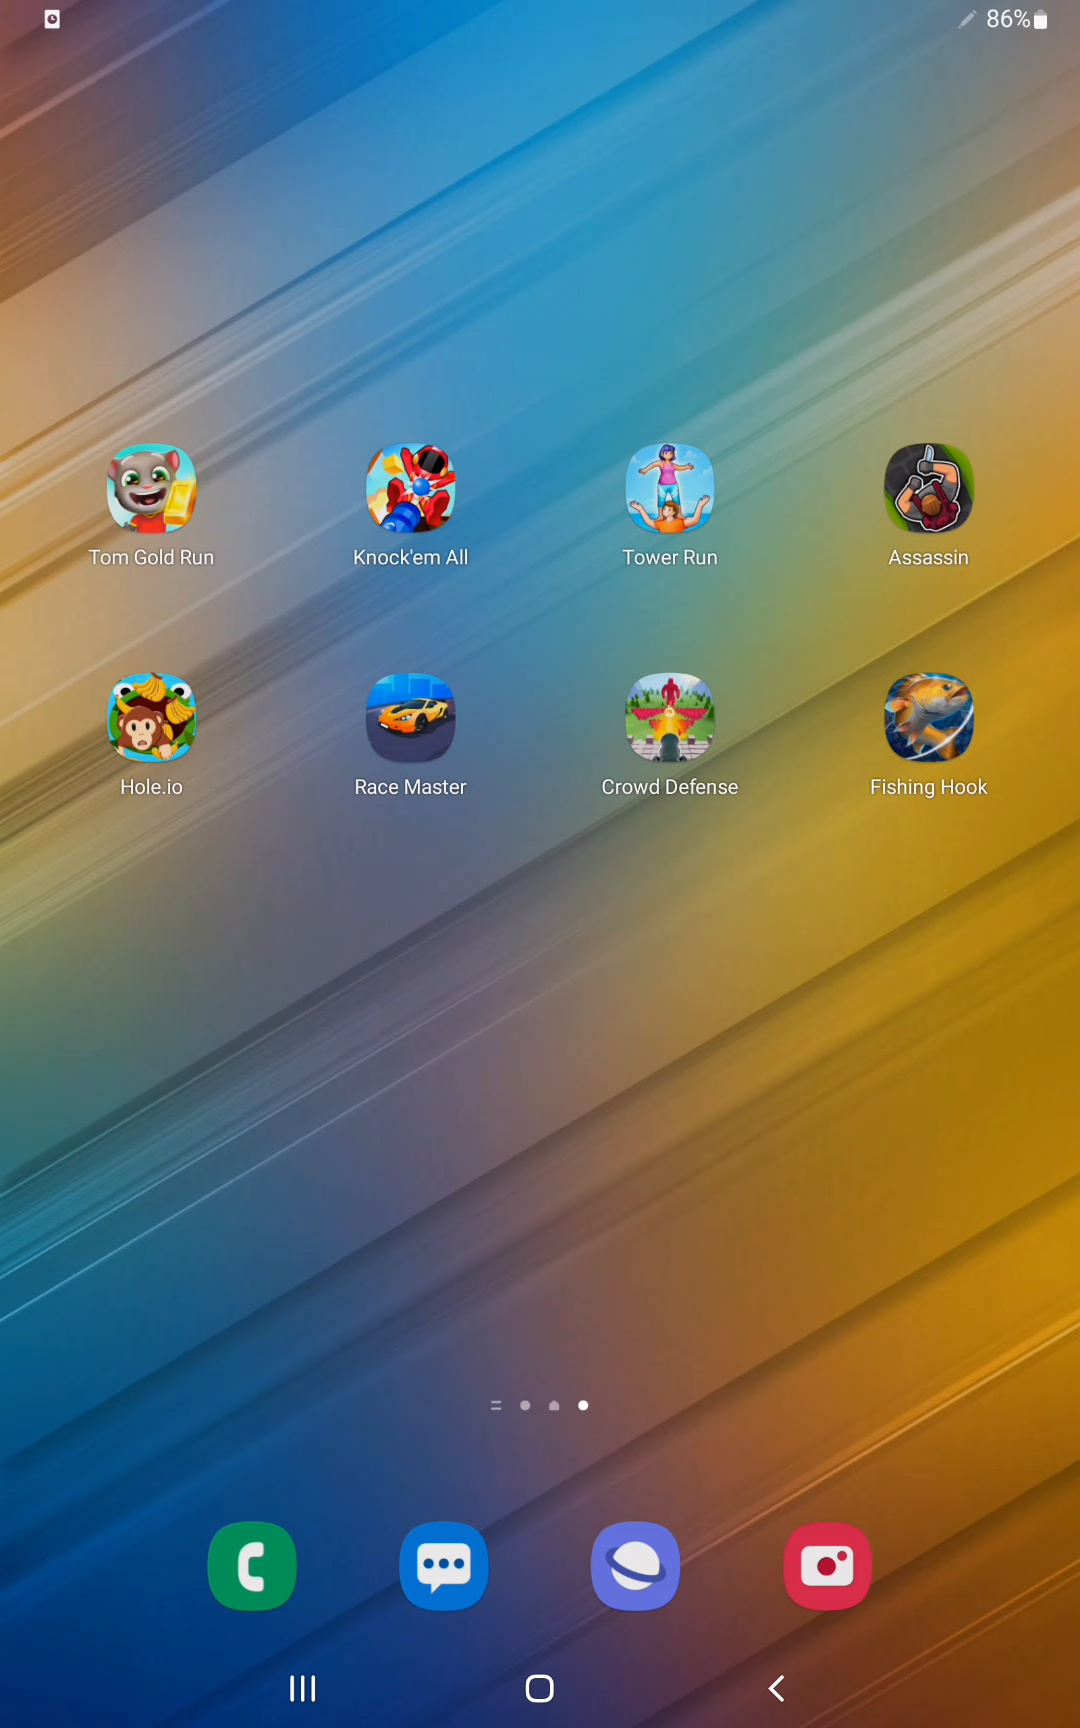 86%
Tom Gold Run
Knock'em All
Tower Run
Assassin
Hole.io
Race Master
Crowd Defense
Fishing Hook